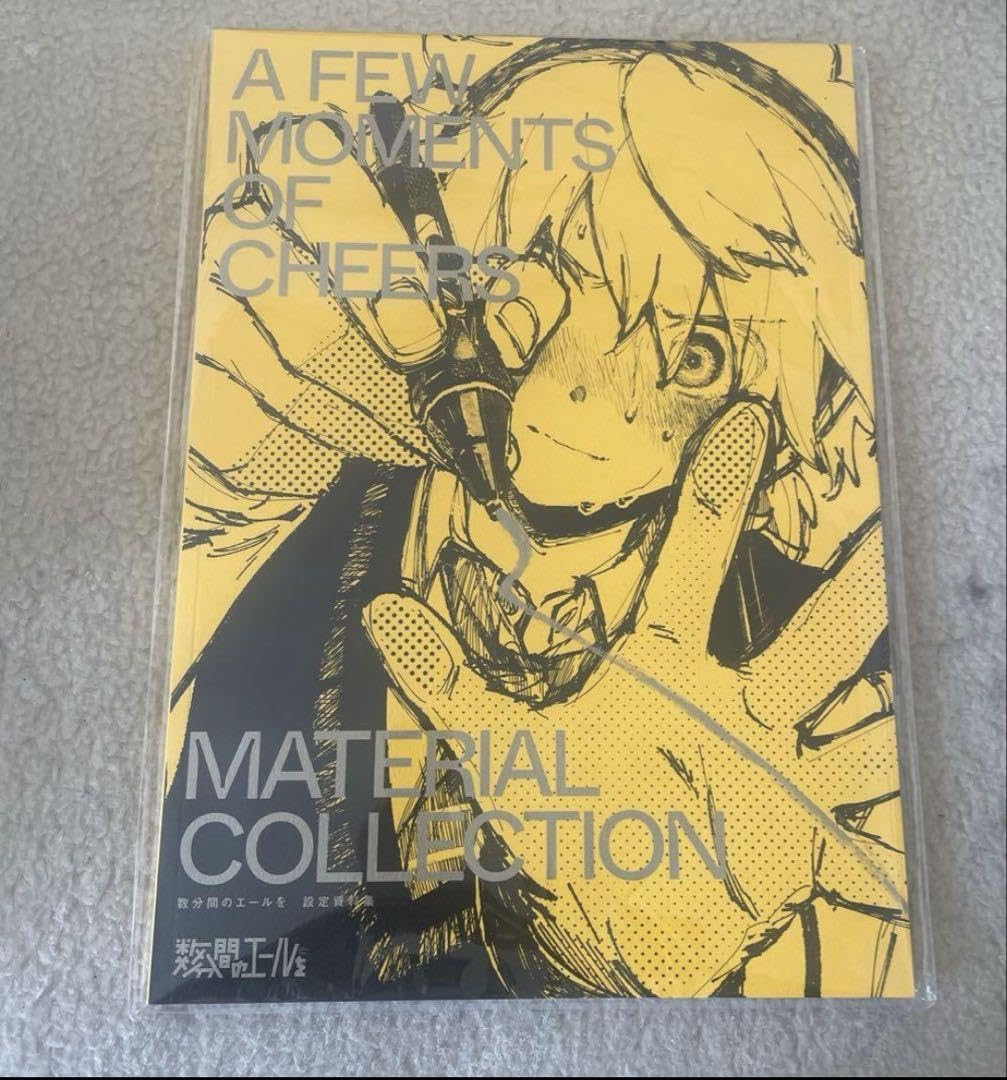 A FEW
MOMENTS
OF
CHEERS
MATERIAL
COLLECTION
数分間のエールを 設定資料集
数分間のエールを